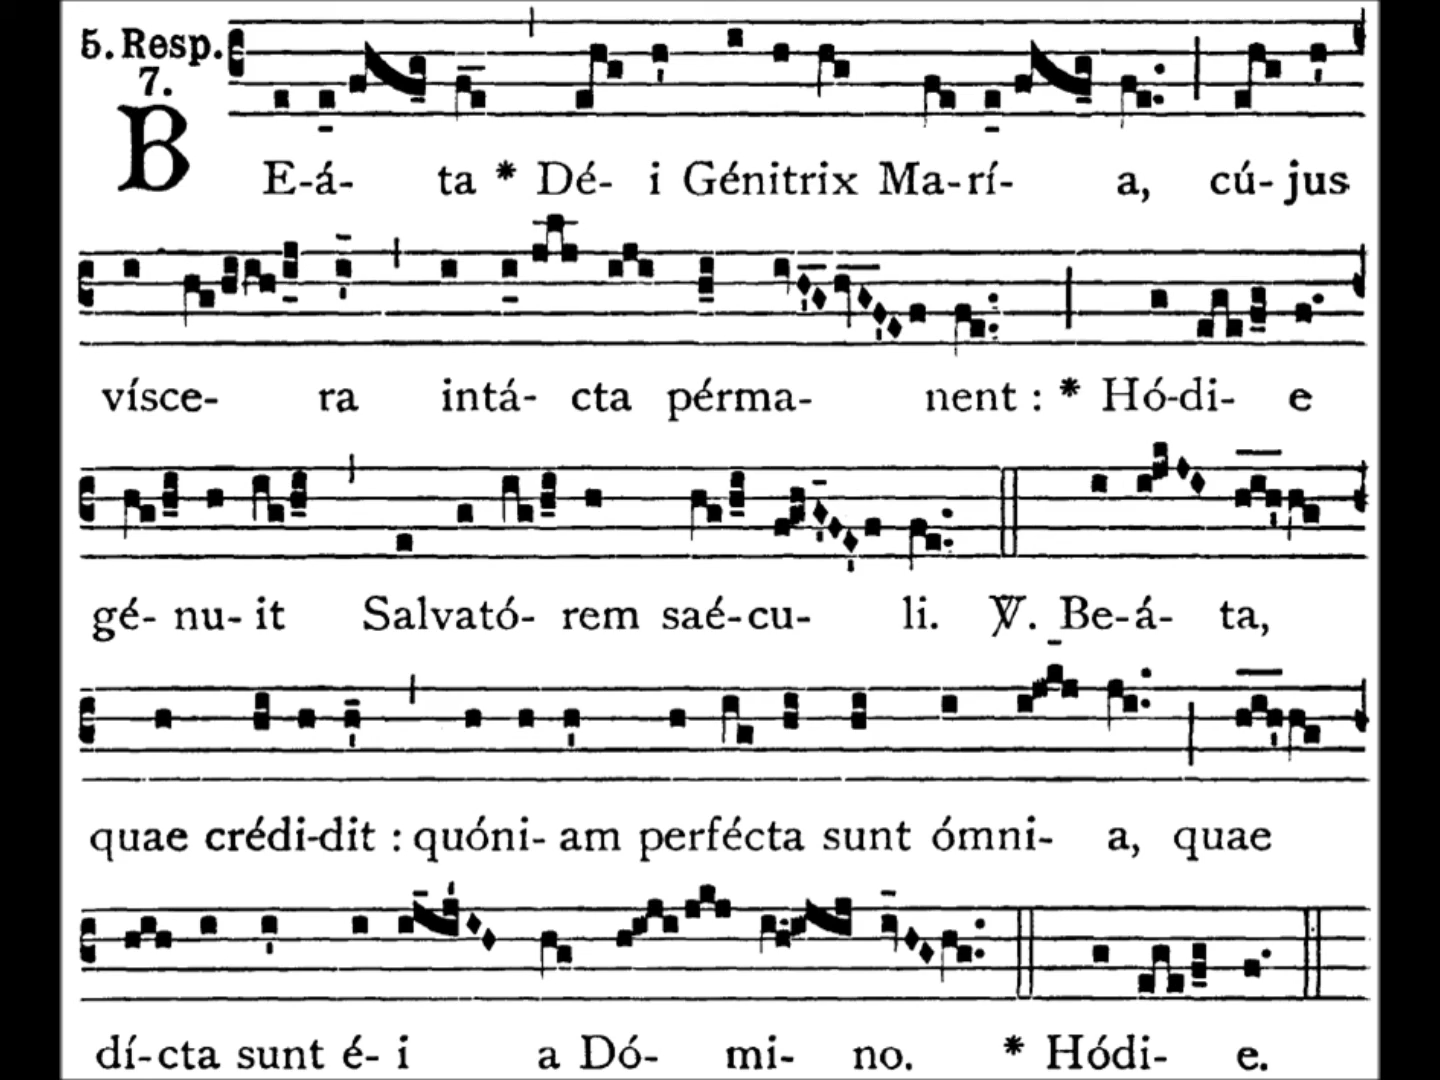 5. Resp.
7.
BE-á- ta * Dé- i Génitrix Ma-rí- a, cú-jus
vísce- ra intá- cta pérma- nent : * Hó-di- e
gé- nu- it Salvató- rem saé-cu- li. ℣. Be-á- ta,
quae crédi-dit : quóni- am perfécta sunt ómni- a, quae
dí-cta sunt é- i a Dó- mi- no. * Hódi- e.